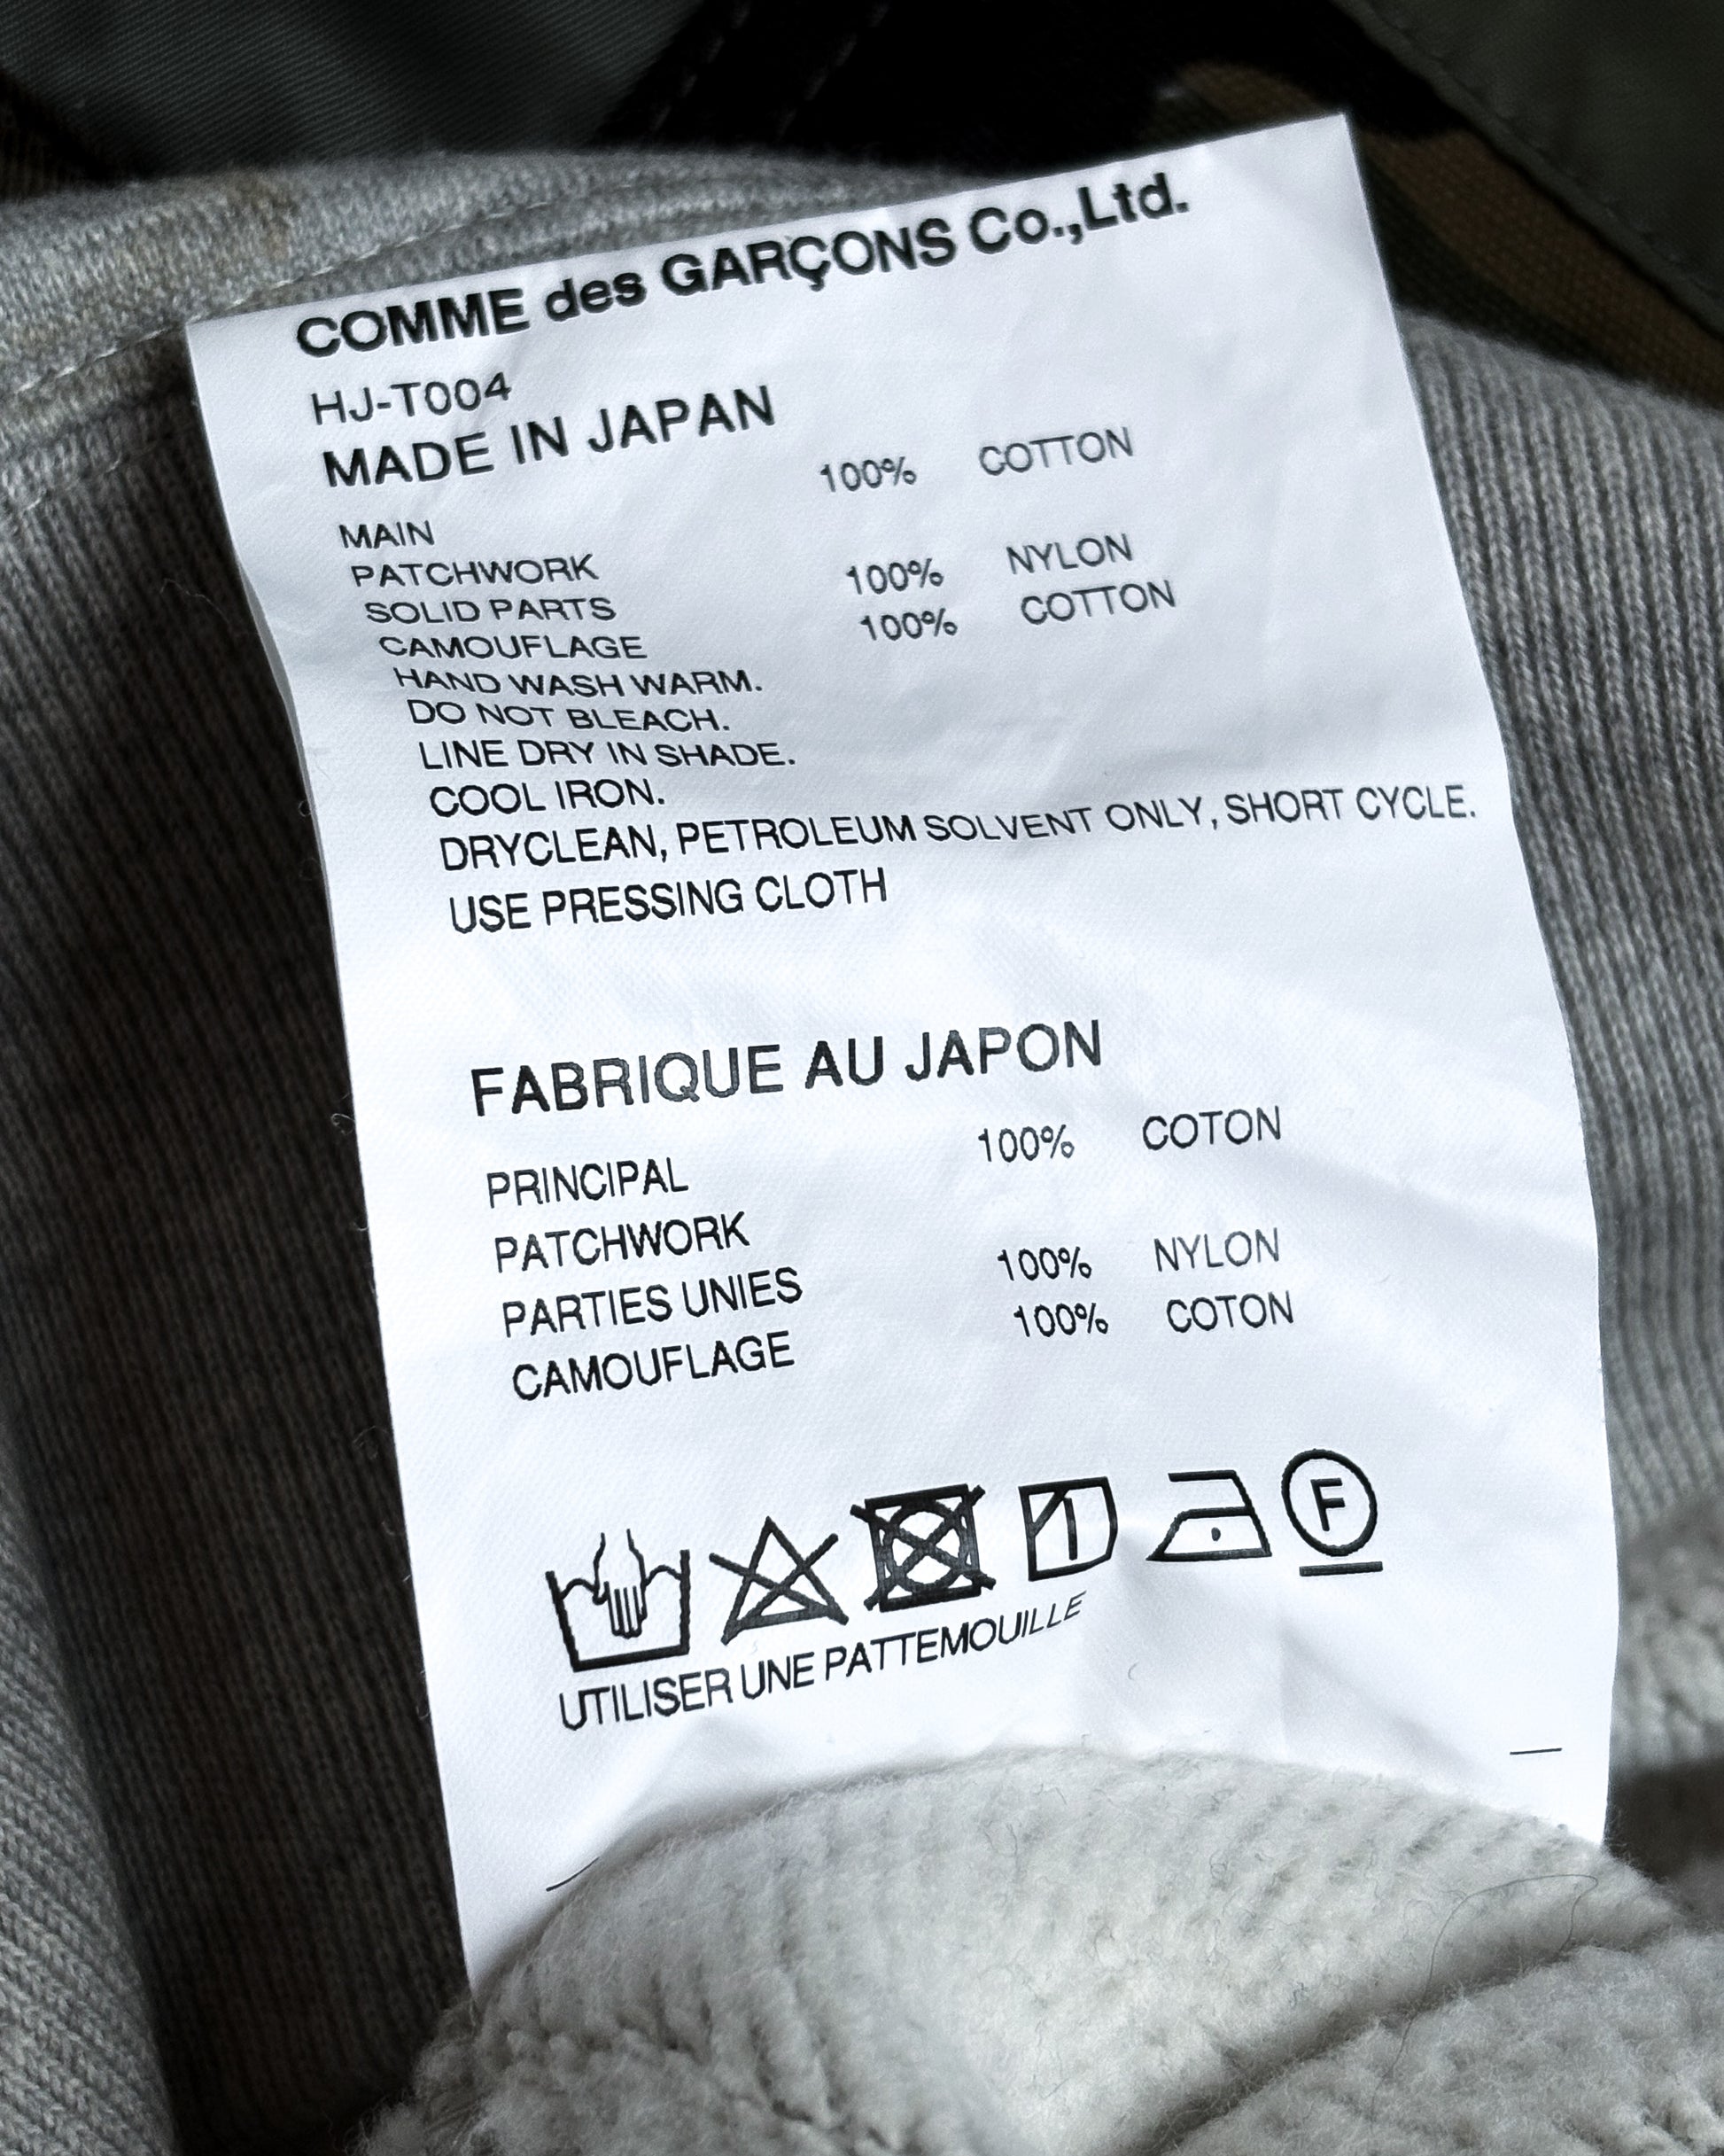 COMME des GARÇONS Co.,Ltd.
HJ-T004
MADE IN JAPAN
MAIN 100% COTTON
PATCHWORK
SOLID PARTS 100% NYLON
CAMOUFLAGE 100% COTTON
HAND WASH WARM.
DO NOT BLEACH.
LINE DRY IN SHADE.
COOL IRON.
DRYCLEAN, PETROLEUM SOLVENT ONLY, SHORT CYCLE.
USE PRESSING CLOTH
FABRIQUE AU JAPON
PRINCIPAL 100% COTON
PATCHWORK
PARTIES UNIES 100% NYLON
CAMOUFLAGE 100% COTON
F
UTILISER UNE PATTEMOUILLE